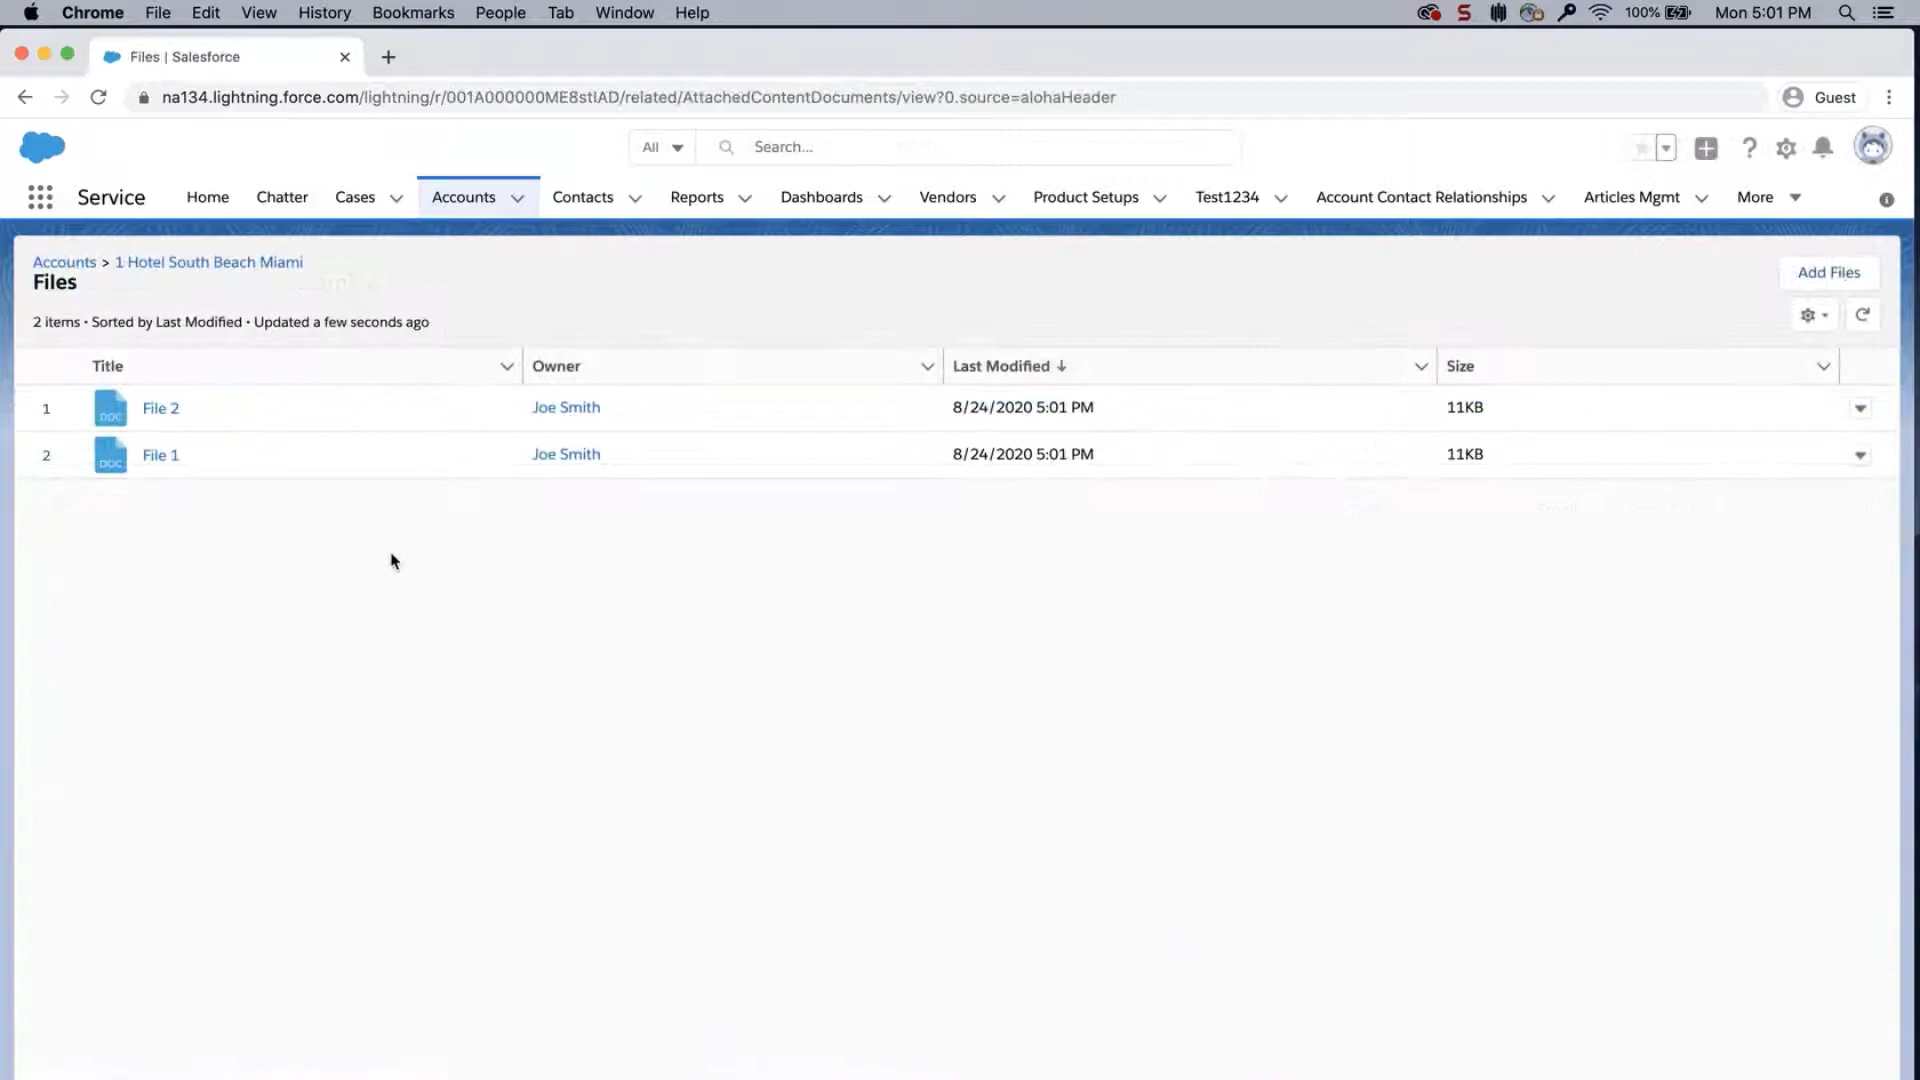 Chrome File Edit View History Bookmarks People Tab Window Help 100% Mon 5:01 PM
Files | Salesforce
na134.lightning.force.com/lightning/r/001A000000ME8stIAD/related/AttachedContentDocuments/view?0.source=alohaHeader Guest
All Search...
Service Home Chatter Cases Accounts Contacts Reports Dashboards Vendors Product Setups Test1234 Account Contact Relationships Articles Mgmt More
Accounts > 1 Hotel South Beach Miami
Files
Add Files
2 items • Sorted by Last Modified • Updated a few seconds ago
Title Owner Last Modified ↓ Size
1 DOC File 2 Joe Smith 8/24/2020 5:01 PM 11KB
2 DOC File 1 Joe Smith 8/24/2020 5:01 PM 11KB